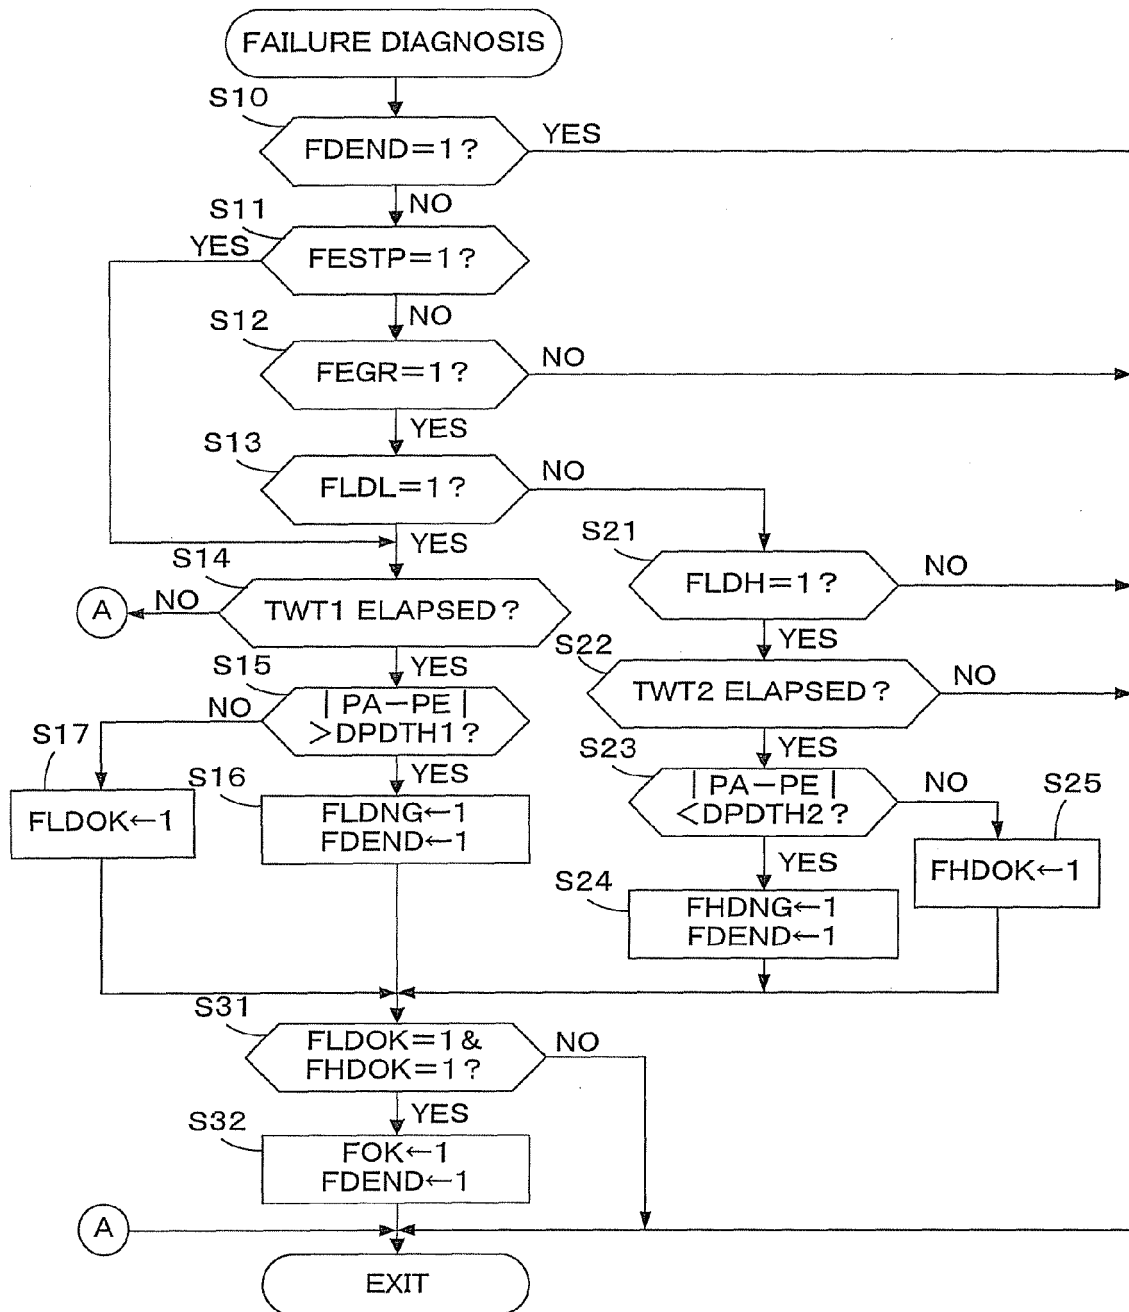 FAILURE DIAGNOSIS
S10
FDEND=1?
YES
NO
S11
YES
FESTP=1?
NO
S12
FEGR=1?
NO
YES
S13
FLDL=1?
NO
YES
S14
A
NO
TWT1 ELAPSED?
YES
S21
FLDH=1?
NO
YES
S22
TWT2 ELAPSED?
NO
YES
S15
NO
|PA-PE|
>DPDTH1?
YES
S17
FLDOK←1
S16
FLDNG←1
FDEND←1
S23
|PA-PE|
<DPDTH2?
NO
YES
S25
FHDOK←1
S24
FHDNG←1
FDEND←1
S31
FLDOK=1&
FHDOK=1?
NO
YES
S32
FOK←1
FDEND←1
A
EXIT